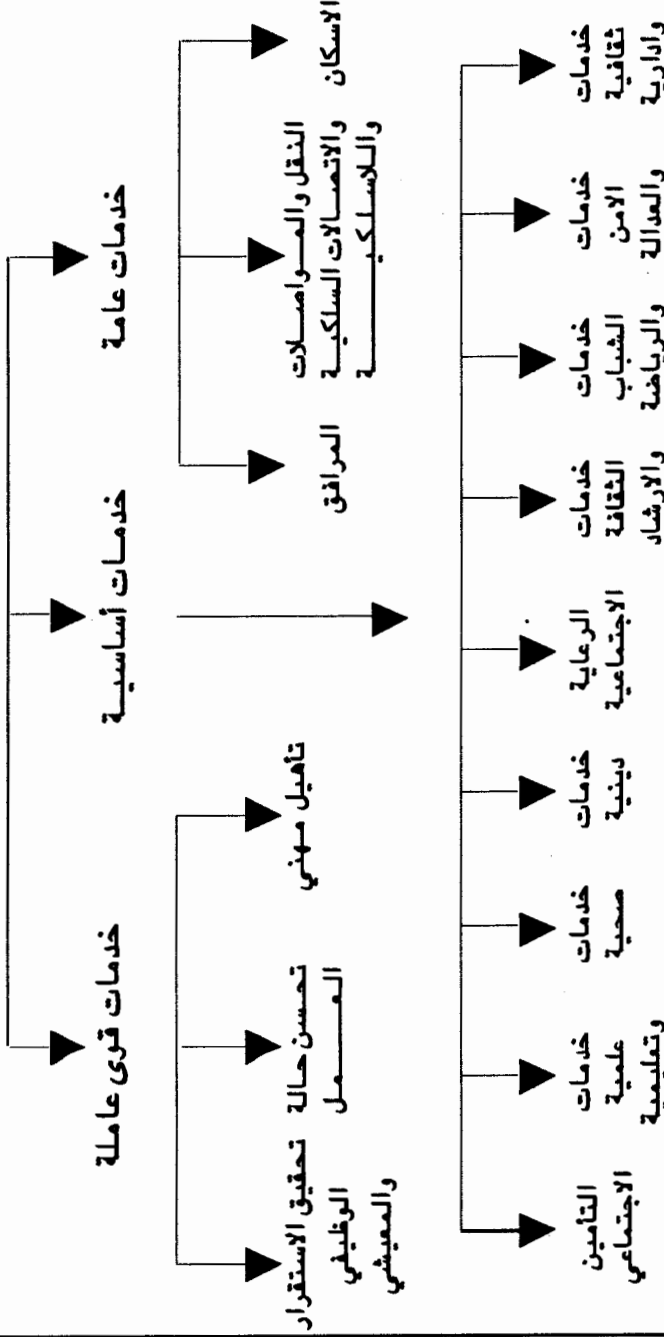 خدمات عامة
خدمات أساسية
خدمات قوى عاملة
الاسكان
النقل والمواصلات
والاتصالات السلكية
واللاسلكية
المرافق
تأهيل مهني
تحسن حالة
العمل
تحقيق الاستقرار
الوظيفي
والمعيشي
خدمات
ثقافية
وادارية
خدمات
الامن
والعدالة
خدمات
الشباب
والرياضة
خدمات
الثقافة
والارشاد
الرعاية
الاجتماعية
خدمات
دينية
خدمات
صحية
خدمات
علمية
وتعليمية
التأمين
الاجتماعي